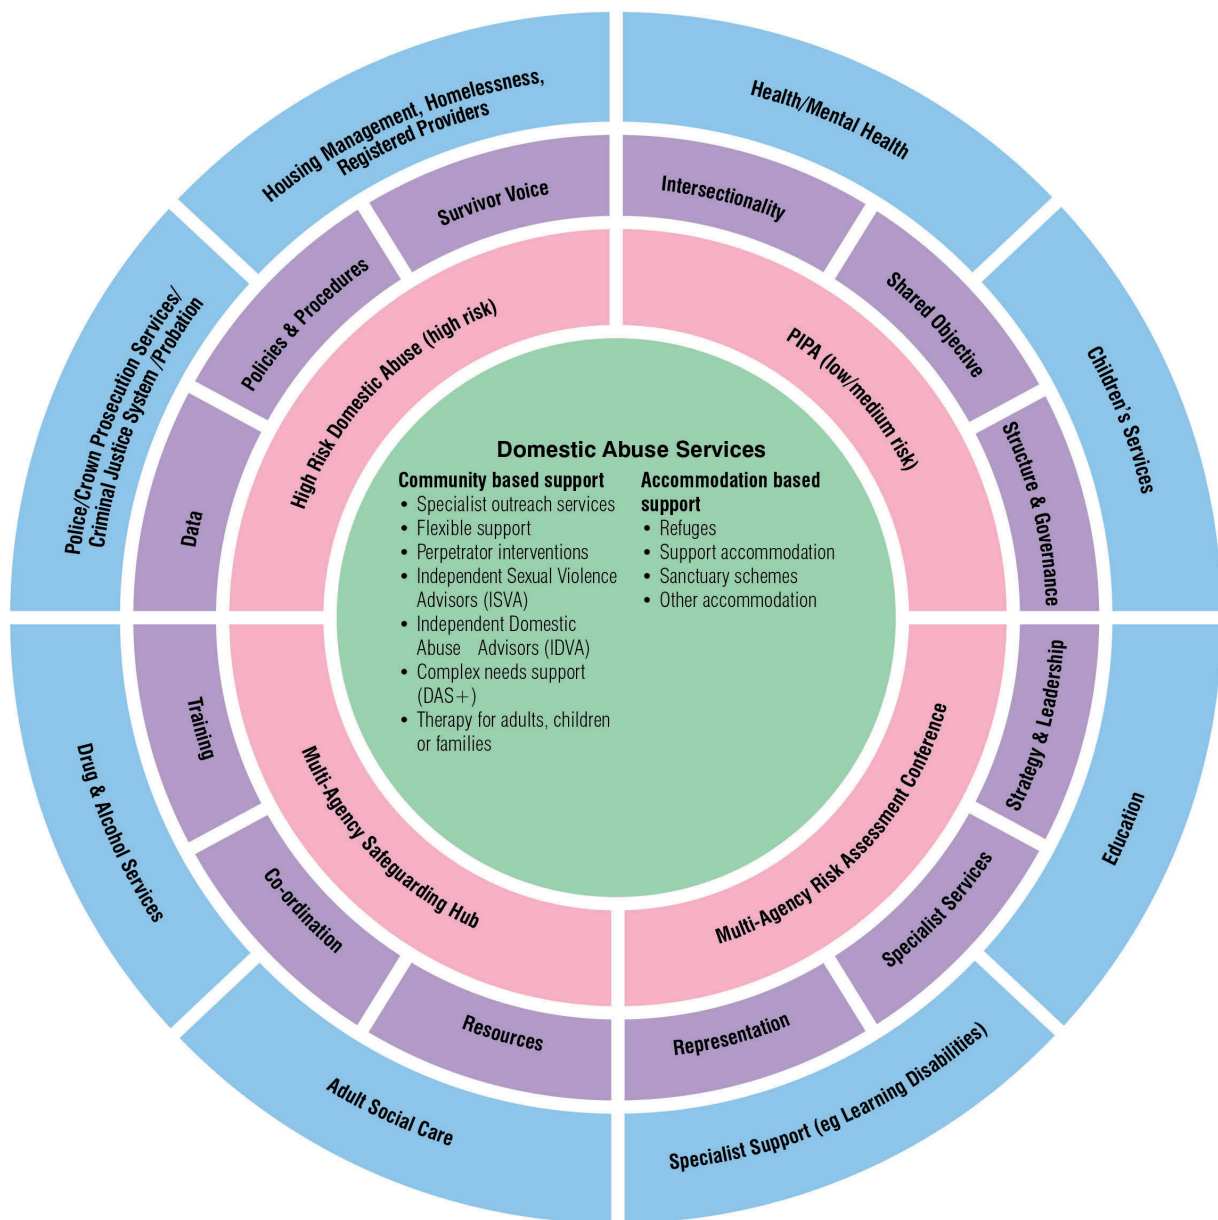 Housing Management, Homelessness,
Registered Providers
Health/Mental Health
Children's Services
Education
Specialist Support (eg Learning Disabilities)
Adult Social Care
Drug & Alcohol Services
Police/Crown Prosecution Services/
Criminal Justice System /Probation
Survivor Voice
Intersectionality
Shared Objective
Structure & Governance
Strategy & Leadership
Specialist Services
Representation
Resources
Co-ordination
Training
Data
Policies & Procedures
High Risk Domestic Abuse (high risk)
PIPA (low/medium risk)
Multi-Agency Risk Assessment Conference
Multi-Agency Safeguarding Hub
Domestic Abuse Services
Community based support
• Specialist outreach services
• Flexible support
• Perpetrator interventions
• Independent Sexual Violence
Advisors (ISVA)
• Independent Domestic
Abuse Advisors (IDVA)
• Complex needs support
(DAS+)
• Therapy for adults, children
or families
Accommodation based
support
• Refuges
• Support accommodation
• Sanctuary schemes
• Other accommodation